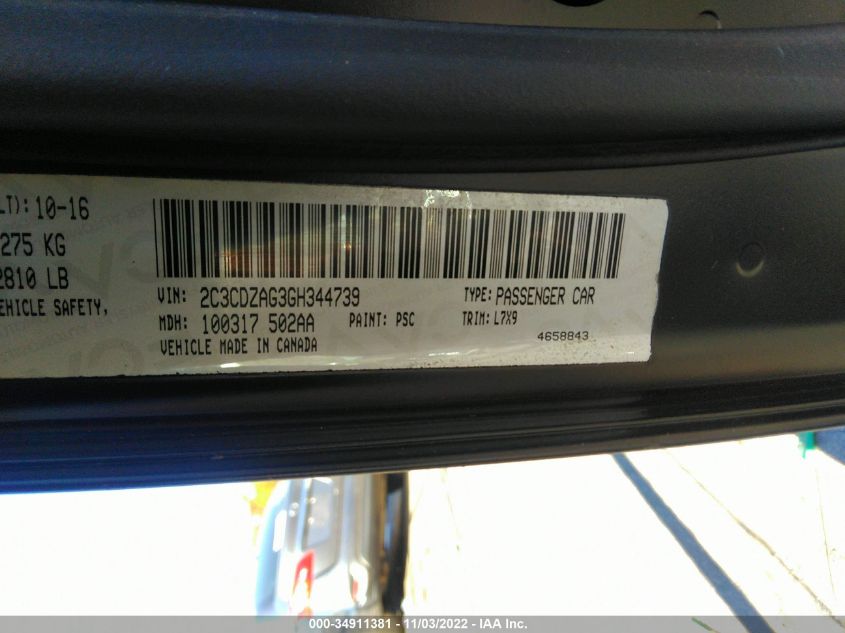 LT): 10-16
275 KG
2810 LB
EHICLE SAFETY,
VIN: 2C3CDZAG3GH344739 TYPE: PASSENGER CAR
MDH: 100317 502AA PAINT: PSC TRIM: L7X9
VEHICLE MADE IN CANADA 4658843
000-34911381 - 11/03/2022 - IAA Inc.